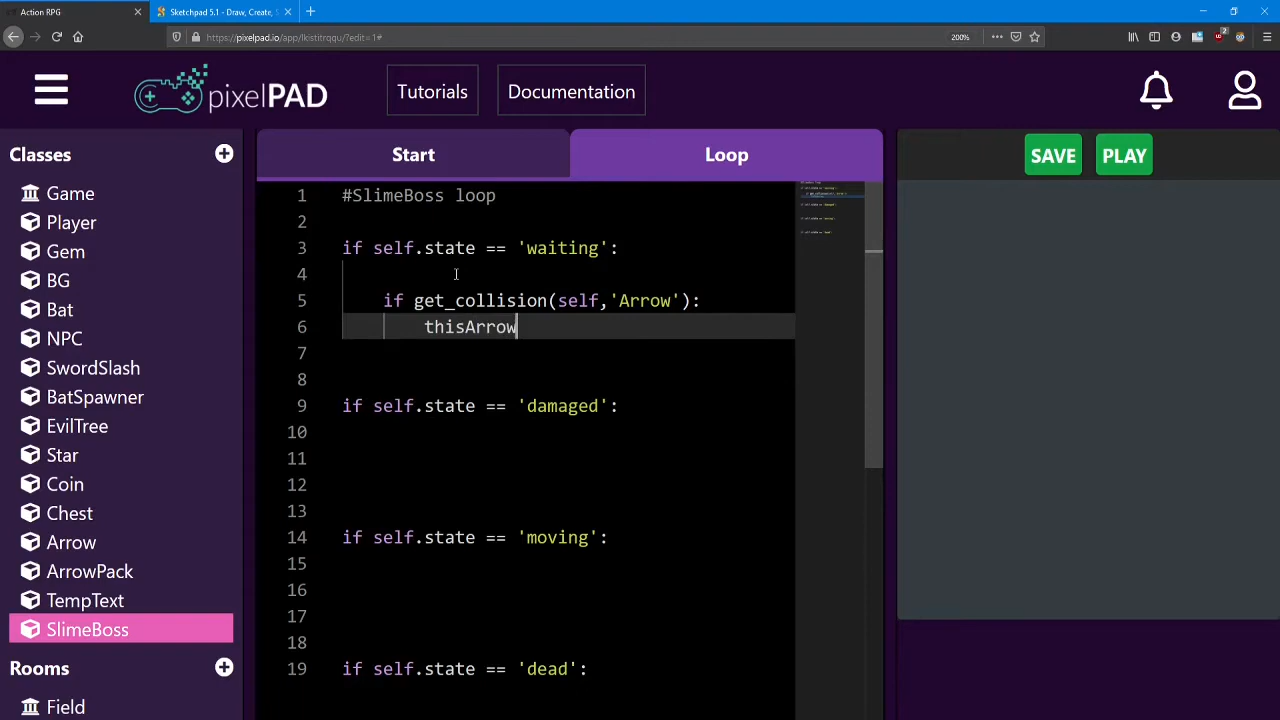 Action RPG
Sketchpad 5.1 - Draw, Create,
https://pixelpad.io/app/lkistitrqqu/?edit=1#
200%
2
pixelPAD
Tutorials
Documentation
Classes
Start
Loop
SAVE
PLAY
Game
Player
Gem
BG
Bat
NPC
SwordSlash
BatSpawner
EvilTree
Star
Coin
Chest
Arrow
ArrowPack
TempText
SlimeBoss
Rooms
Field
1 #SlimeBoss loop
2
3 if self.state == 'waiting':
4
5 if get_collision(self,'Arrow'):
6 thisArrow
7
8
9 if self.state == 'damaged':
10
11
12
13
14 if self.state == 'moving':
15
16
17
18
19 if self.state == 'dead':